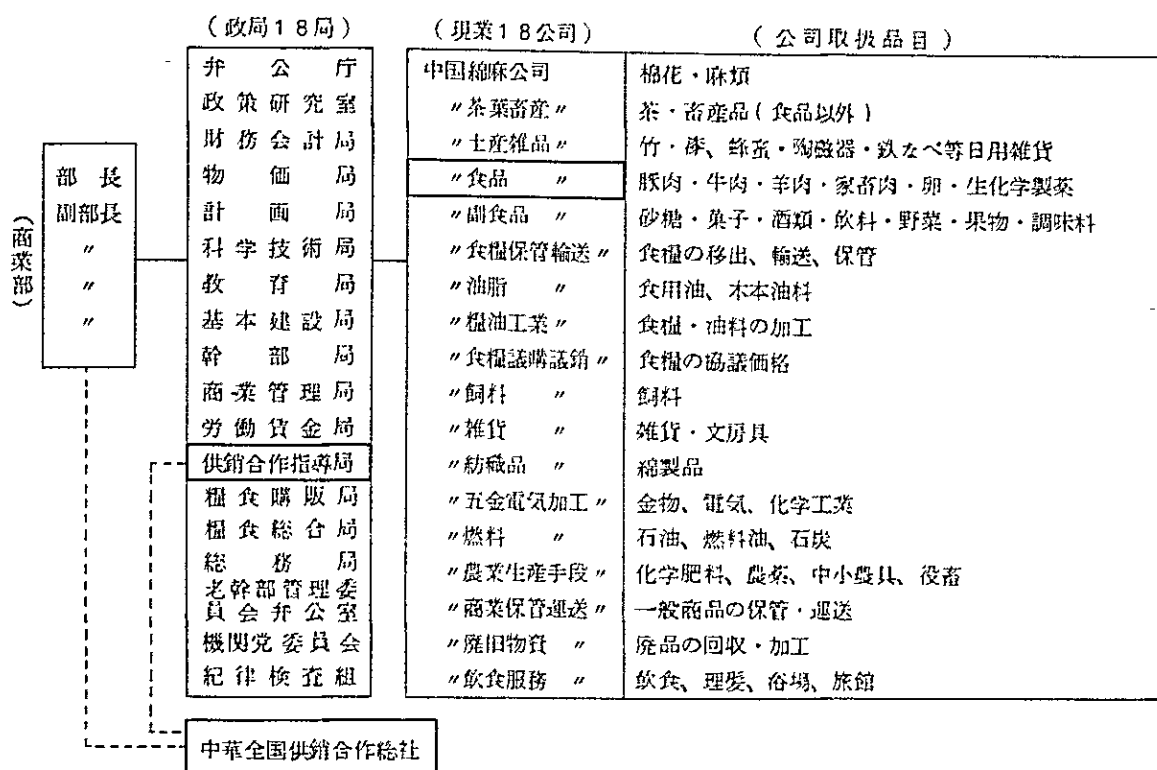 （政局18局）
（現業18公司）
（公司取扱品目）
（商業部）
部長
副部長
〃
〃
〃
弁公庁
政策研究室
財務会計局
物価局
計画局
科学技術局
教育局
基本建設局
幹部局
商業管理局
労働賃金局
供銷合作指導局
糧食購販局
糧食総合局
総務局
老幹部管理委
員会弁公室
機関党委員会
紀律検査組
中国綿麻公司 棉花・麻類
〃茶葉畜産〃 茶・畜産品（食品以外）
〃土産雑品〃 竹・漆、蜂蜜・陶磁器・鉄なべ等日用雑貨
〃食品〃 豚肉・牛肉・羊肉・家畜肉・卵・生化学製薬
〃副食品〃 砂糖・菓子・酒類・飲料・野菜・果物・調味料
〃食糧保管輸送〃 食糧の移出、輸送、保管
〃油脂〃 食用油、木本油料
〃糧油工業〃 食糧・油料の加工
〃食糧議購議銷〃 食糧の協議価格
〃飼料〃 飼料
〃雑貨〃 雑貨・文房具
〃紡織品〃 綿製品
〃五金電気加工〃 金物、電気、化学工業
〃燃料〃 石油、燃料油、石炭
〃農業生産手段〃 化学肥料、農薬、中小農具、役畜
〃商業保管運送〃 一般商品の保管・運送
〃廃旧物資〃 廃品の回収・加工
〃飲食服務〃 飲食、理髪、浴場、旅館
中華全国供銷合作総社